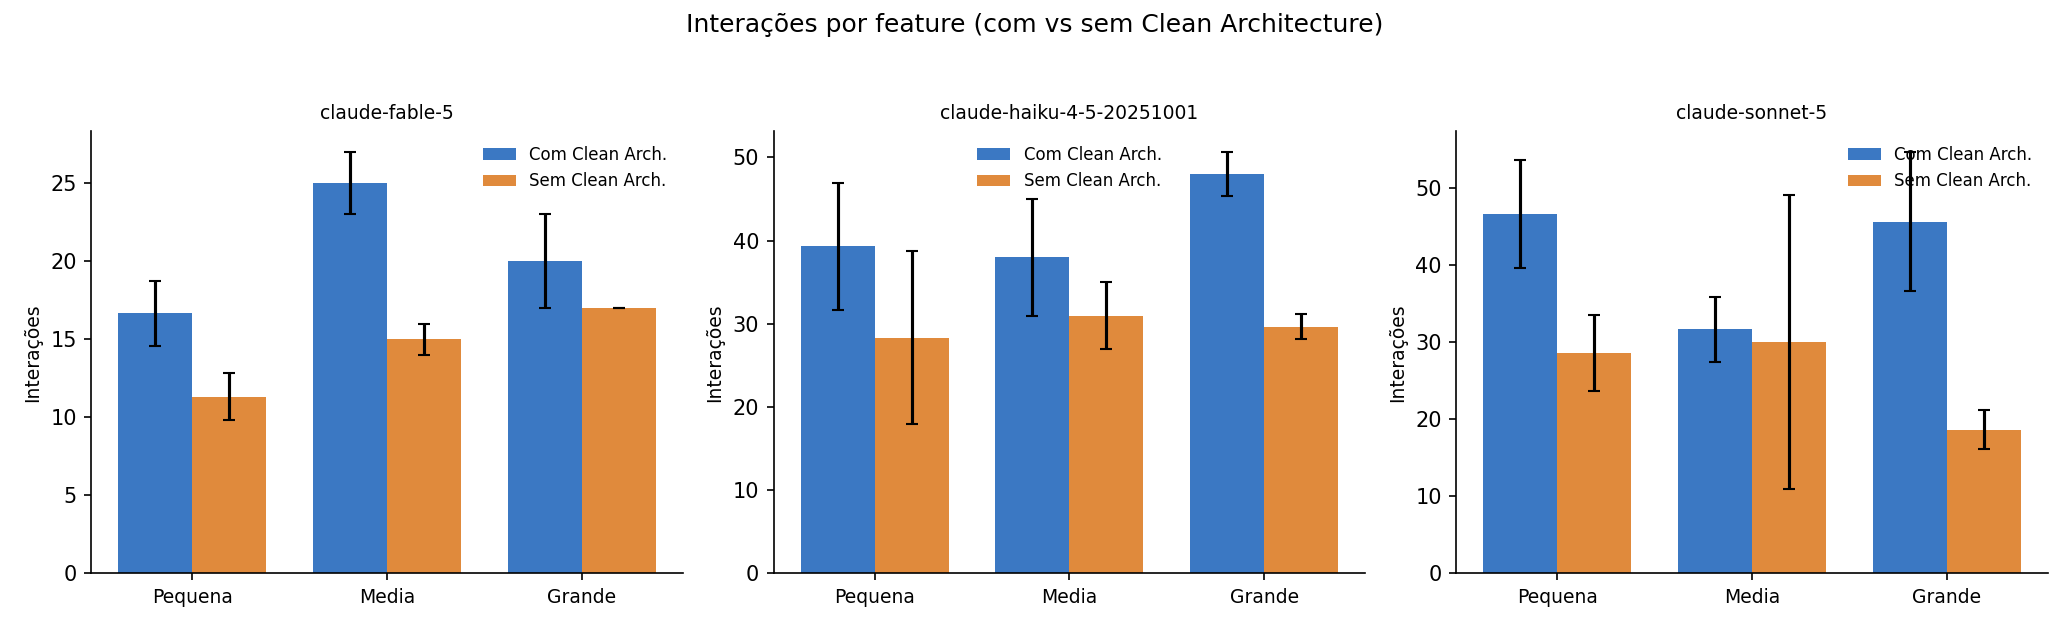 Interações por feature (com vs sem Clean Architecture)
claude-fable-5
Com Clean Arch.
Sem Clean Arch.
Interações
25
20
15
10
5
0
Pequena
Media
Grande
claude-haiku-4-5-20251001
Com Clean Arch.
Sem Clean Arch.
Interações
50
40
30
20
10
0
Pequena
Media
Grande
claude-sonnet-5
Com Clean Arch.
Sem Clean Arch.
Interações
50
40
30
20
10
0
Pequena
Media
Grande